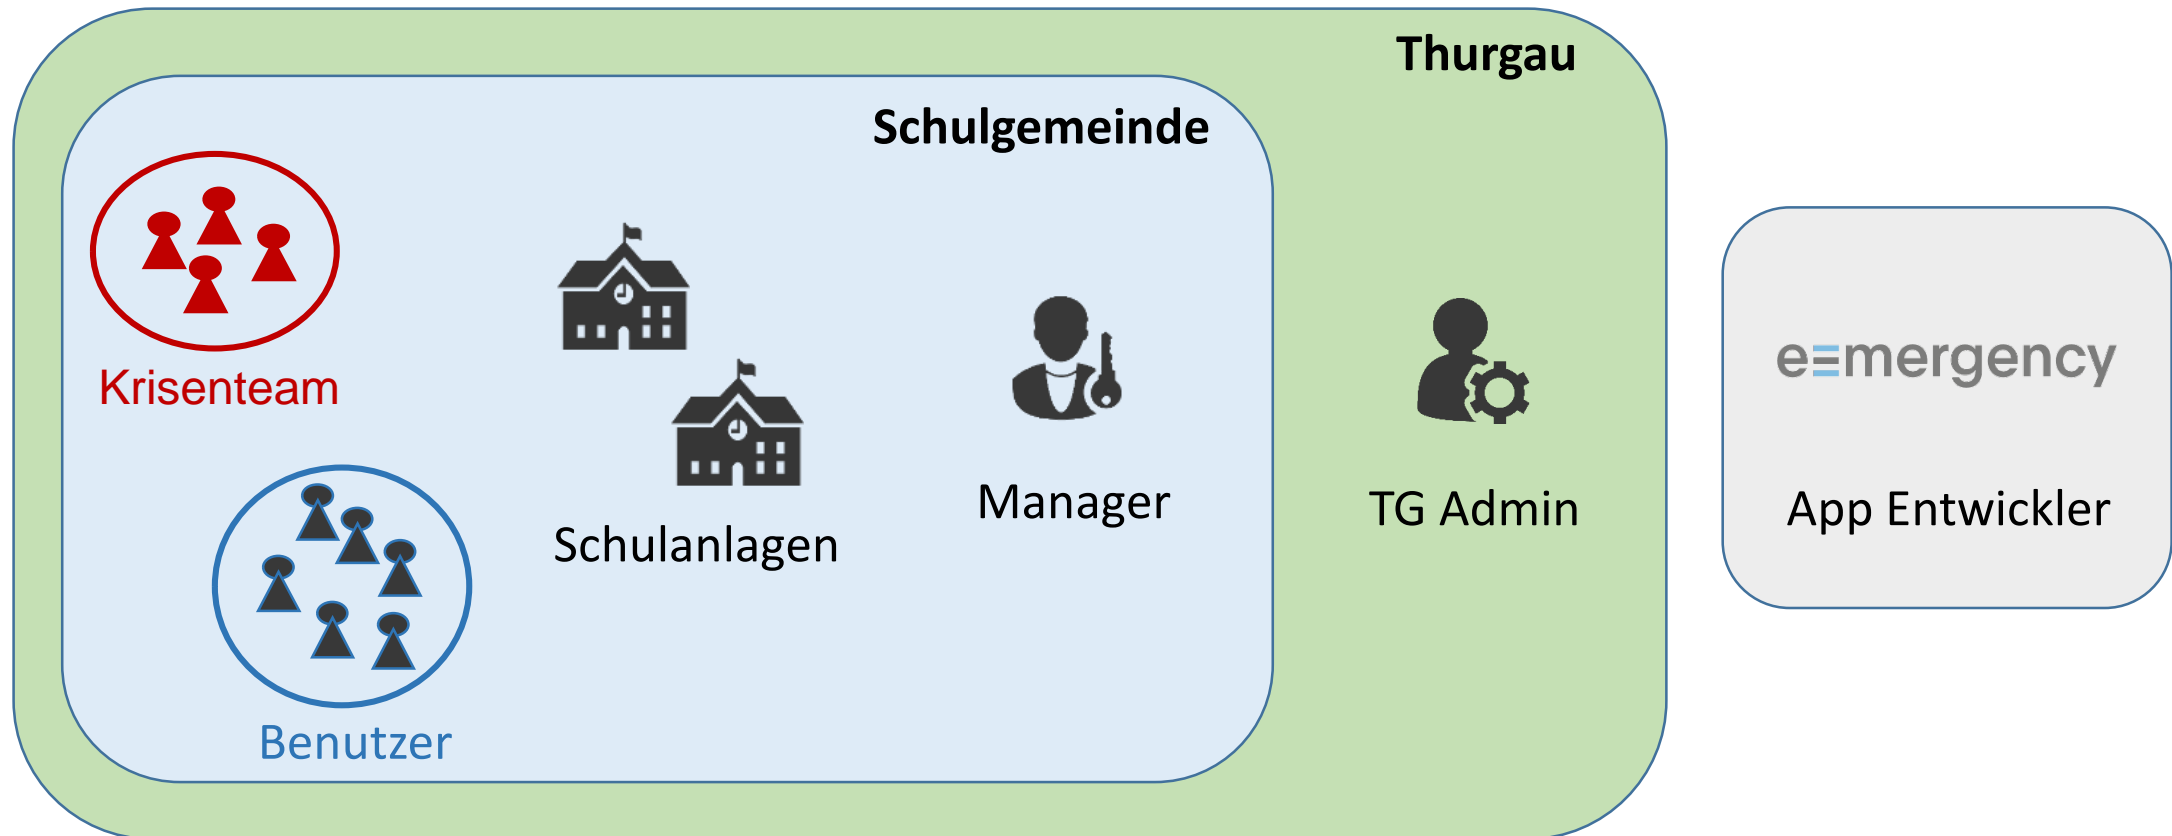 Thurgau
Schulgemeinde
Krisenteam
Benutzer
Schulanlagen
Manager
TG Admin
e-mergency
App Entwickler